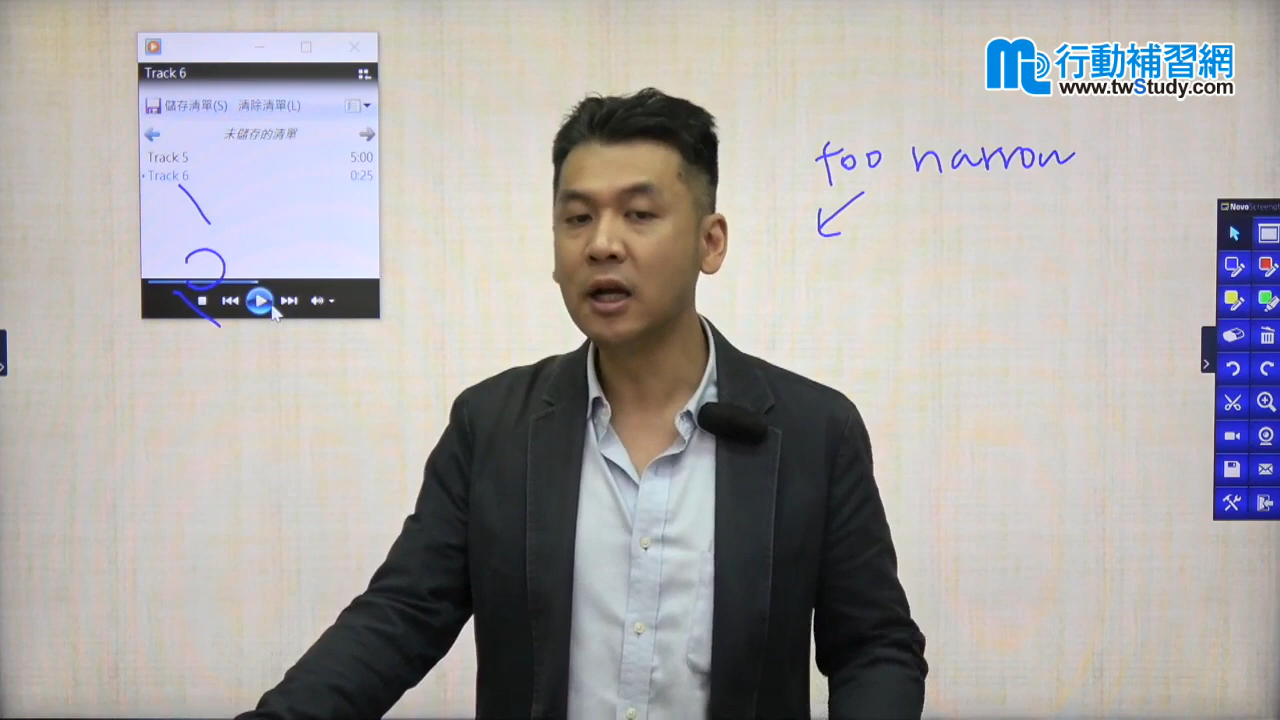 Track 6
儲存清單(S) 清除清單(L)
未儲存的清單
Track 5 5:00
Track 6 0:25
行動補習網
www.twStudy.com
too narrow